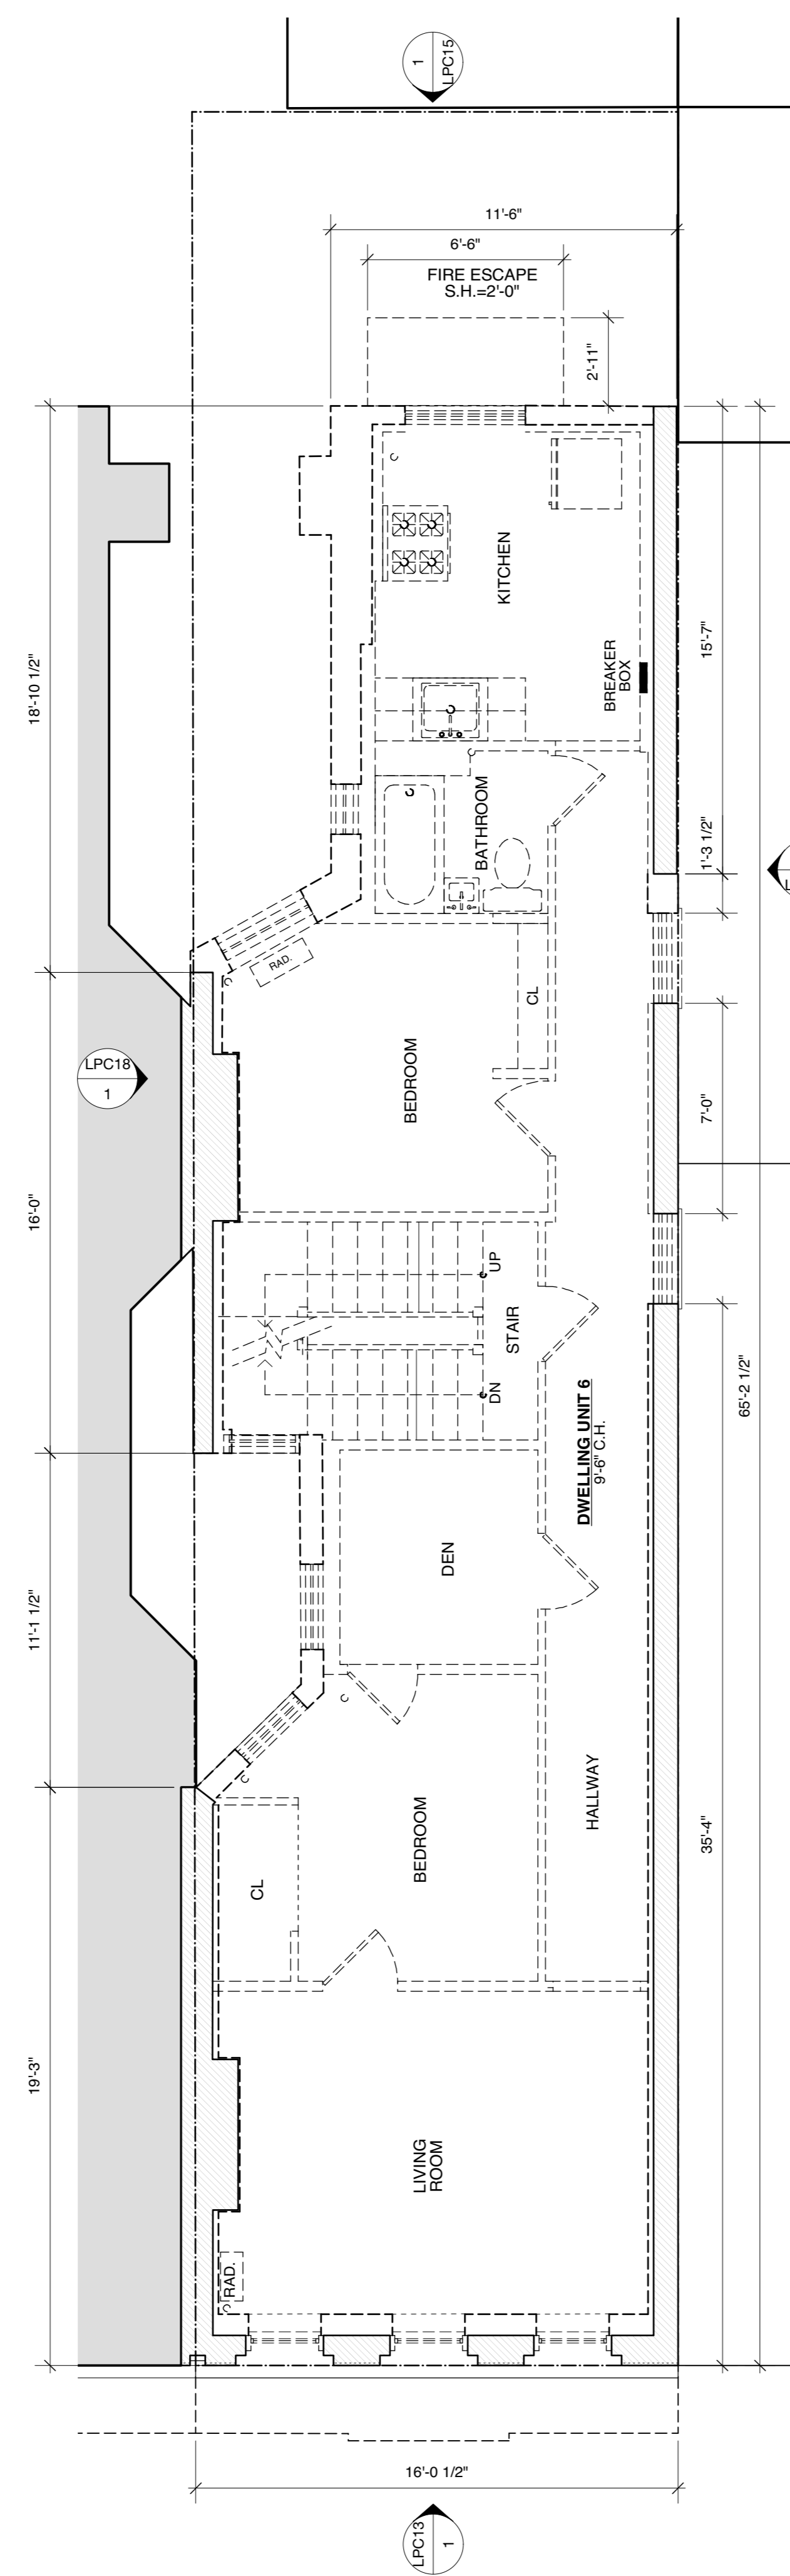 1
LPC15
11'-6"
6'-6"
FIRE ESCAPE
S.H.=2'-0"
2'-11"
18'-10 1/2"
C
KITCHEN
BREAKER
BOX
15'-7"
C
BATHROOM
1'-3 1/2"
L
RAD.
C
CL
LPC18
1
BEDROOM
7'-0"
16'-0"
UP
STAIR
DN
65'-2 1/2"
DWELLING UNIT 6
9'-6" C.H.
DEN
11'-1 1/2"
C
C
HALLWAY
BEDROOM
CL
35'-4"
19'-3"
LIVING
ROOM
RAD.
C
16'-0 1/2"
LPC13
1